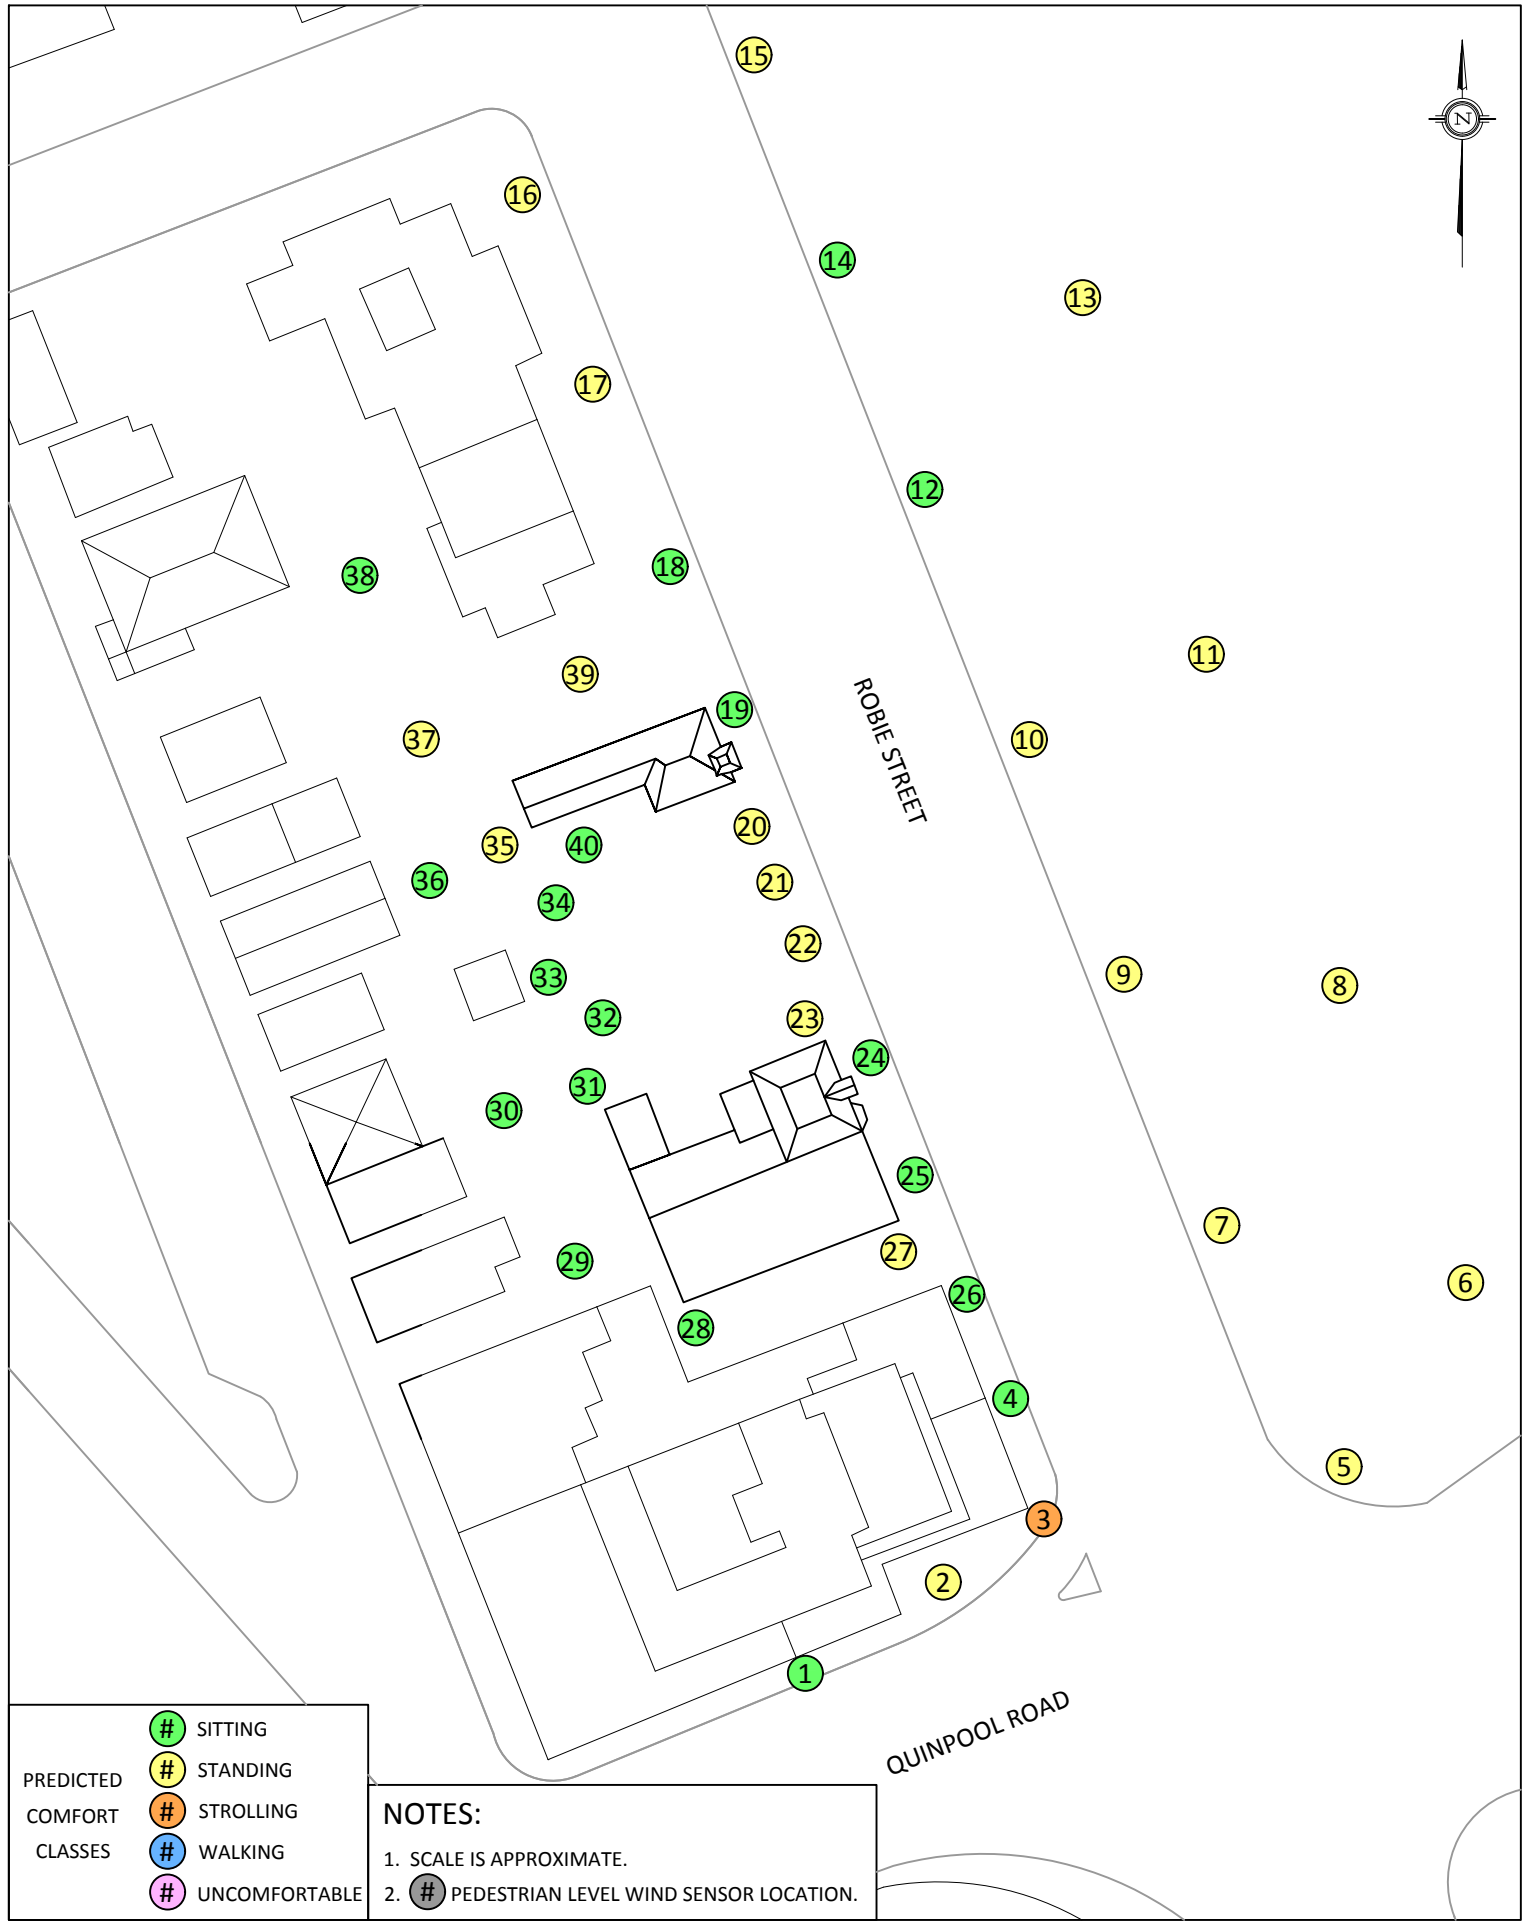 15
N
16
14
13
17
12
18
38
11
39
19
37
10
ROBIE STREET
20
35
40
36
21
34
22
9
33
8
32
23
24
31
30
25
7
27
29
6
26
28
4
5
3
2
1
QUINPOOL ROAD
PREDICTED
COMFORT
CLASSES
# SITTING
# STANDING
# STROLLING
# WALKING
# UNCOMFORTABLE
NOTES:
1. SCALE IS APPROXIMATE.
2. # PEDESTRIAN LEVEL WIND SENSOR LOCATION.